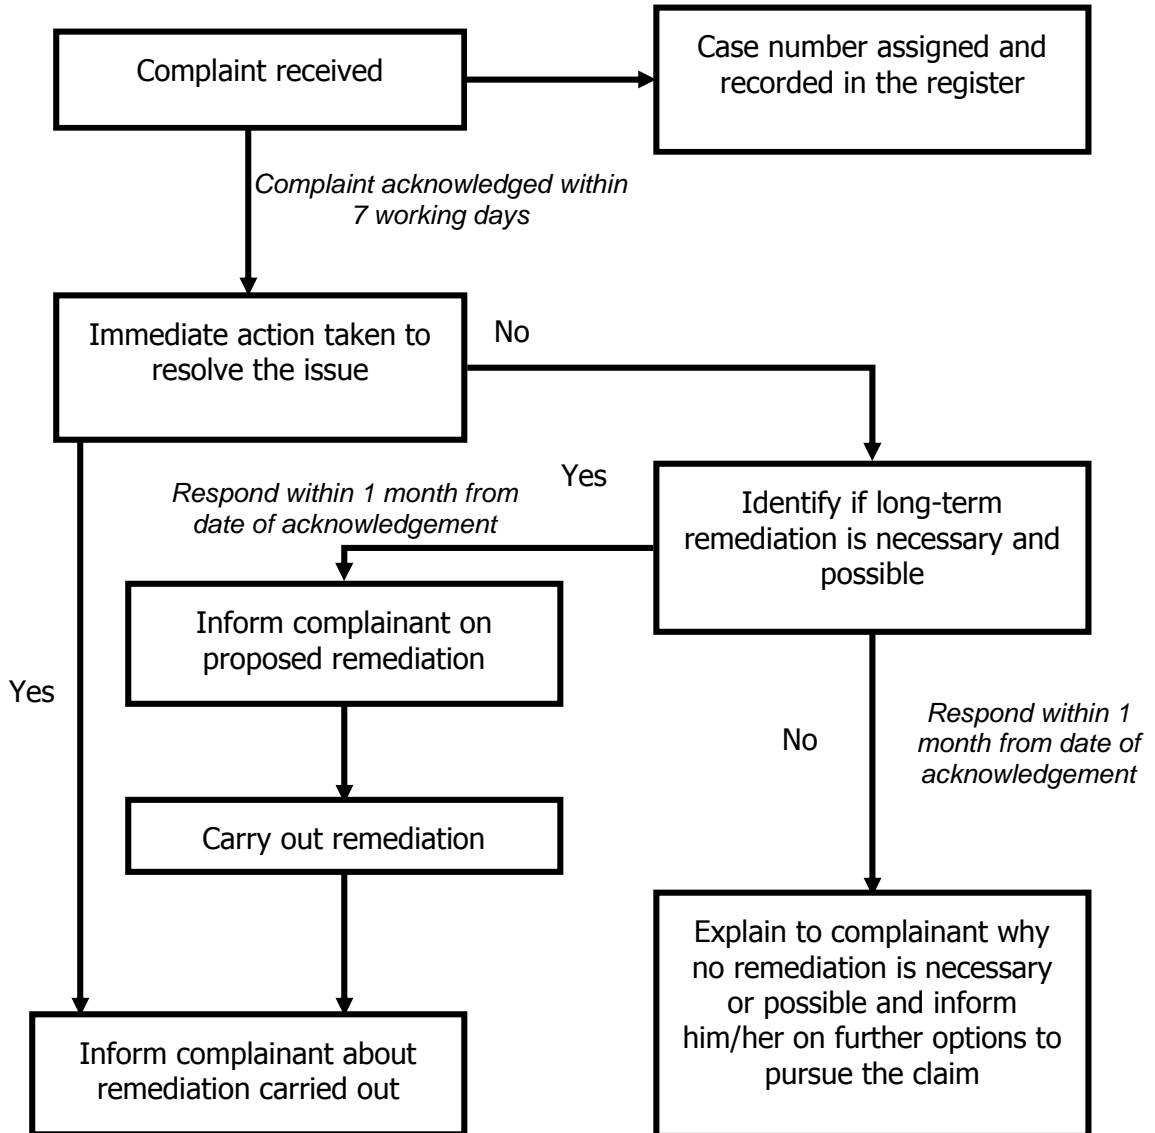 Complaint received
Case number assigned and
recorded in the register
Complaint acknowledged within
7 working days
Immediate action taken to
resolve the issue
No
Yes
Respond within 1 month from
date of acknowledgement
Identify if long-term
remediation is necessary and
possible
Inform complainant on
proposed remediation
Yes
No
Respond within 1
month from date of
acknowledgement
Carry out remediation
Explain to complainant why
no remediation is necessary
or possible and inform
him/her on further options to
pursue the claim
Inform complainant about
remediation carried out